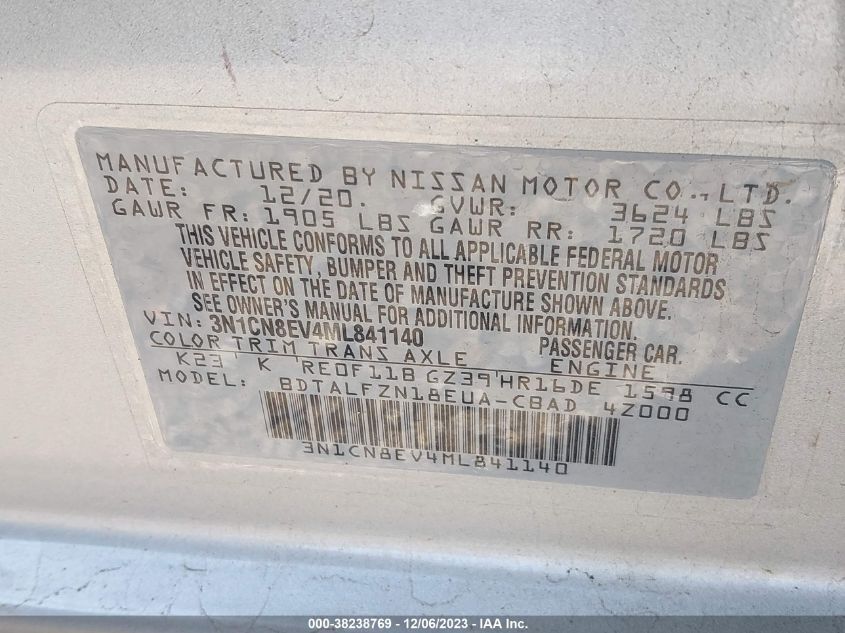 MANUFACTURED BY NISSAN MOTOR CO., LTD.
DATE: 12/20. GVWR: 3624 LBS
GAWR FR: 1905 LBS GAWR RR: 1720 LBS
THIS VEHICLE CONFORMS TO ALL APPLICABLE FEDERAL MOTOR
VEHICLE SAFETY, BUMPER AND THEFT PREVENTION STANDARDS
IN EFFECT ON THE DATE OF MANUFACTURE SHOWN ABOVE.
SEE OWNER'S MANUAL FOR ADDITIONAL INFORMATION.
VIN: 3N1CN8EV4ML841140 PASSENGER CAR.
COLOR TRIM TRANS AXLE ENGINE
K23 K RE0F11B GZ39 HR16DE 1598 CC
MODEL: BDTALFZN18EUA-CBAD 4Z000
3N1CN8EV4ML841140
000-38238769 - 12/06/2023 - IAA Inc.